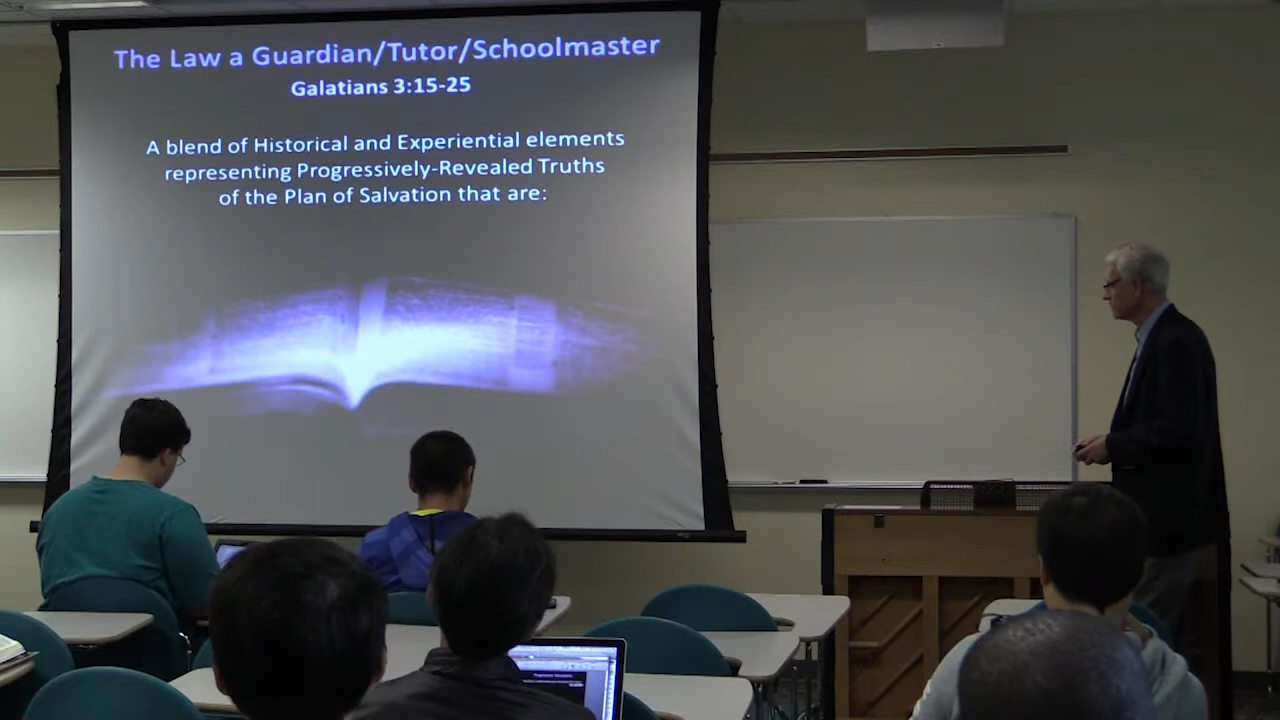 The Law a Guardian/Tutor/Schoolmaster
Galatians 3:15-25
A blend of Historical and Experiential elements
representing Progressively-Revealed Truths
of the Plan of Salvation that are: